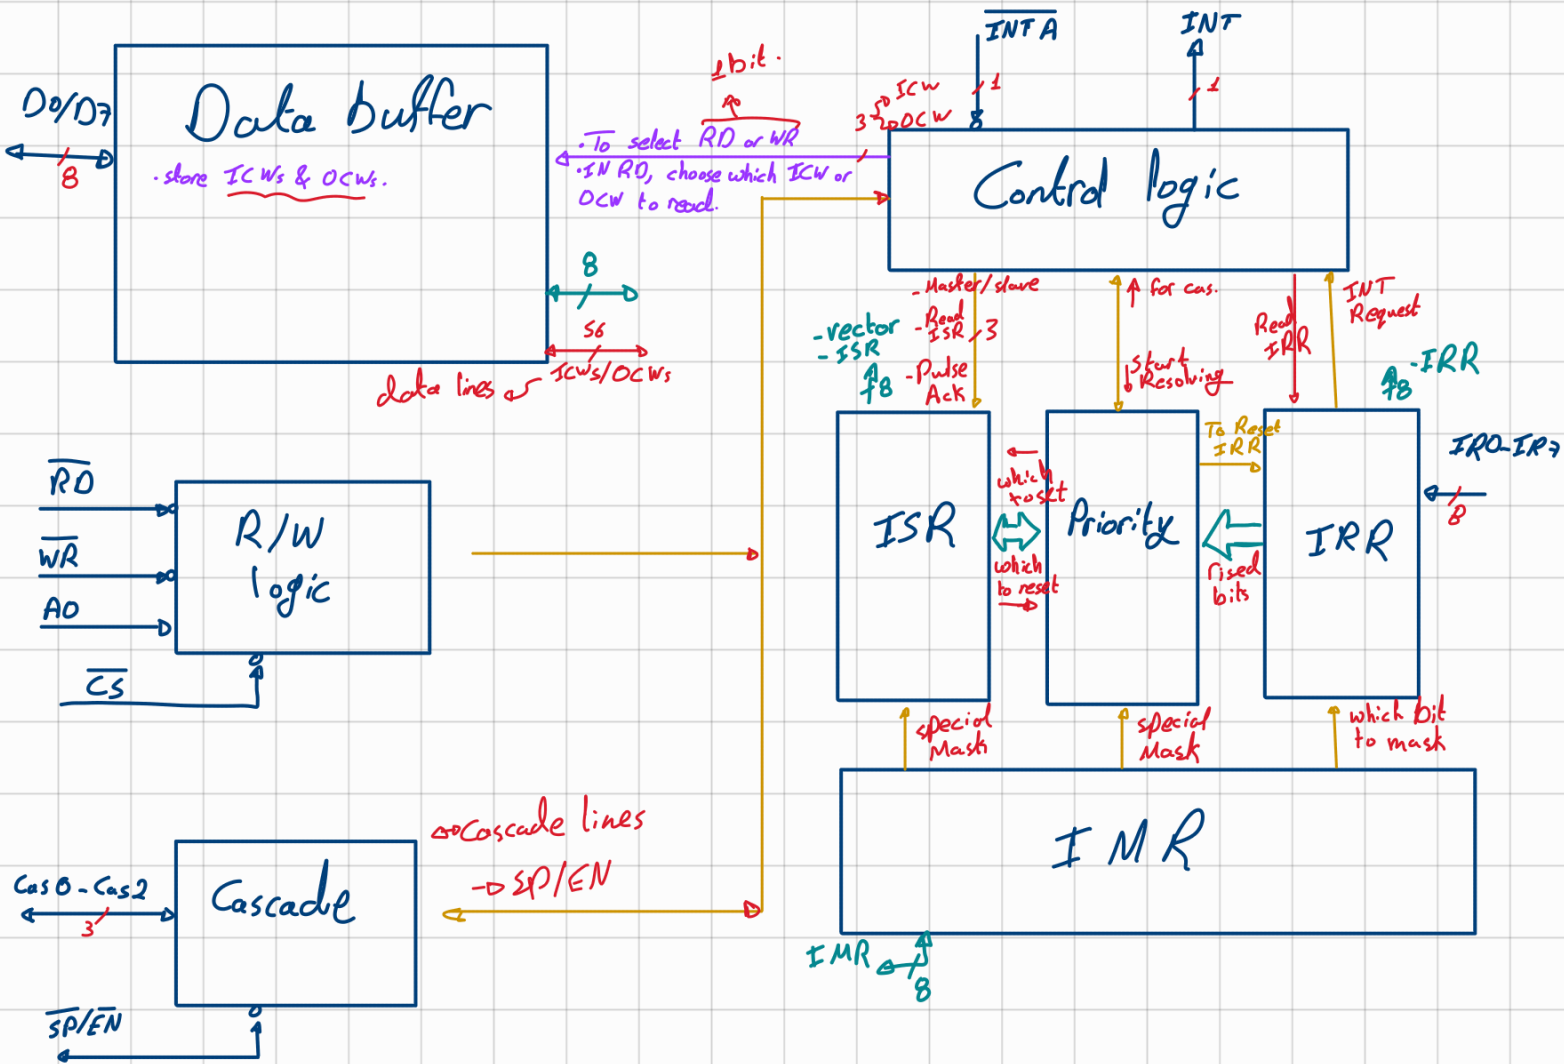 INTA
INT
1
1
1bit.
ICW
3
OCW
D0/D7
8
Data buffer
.store ICWs & OCWs.
.To select RD or WR
.IN RD, choose which ICW or
OCW to read.
Control logic
8
56
ICWs/OCWs
data lines
-Master/slave
-Read
ISR
3
-Pulse
Ack
-vector
-ISR
8
for cas.
Start
Resolving
Read
IRR
INT
Request
-IRR
8
To Reset
IRR
IR0-IR7
8
RD
WR
A0
CS
R/W
logic
which
to set
which
to reset
ISR
Priority
IRR
rised
bits
special
Mask
special
Mask
which bit
to mask
IMR
IMR
8
Cascade lines
SP/EN
Cas0-Cas2
3
Cascade
SP/EN